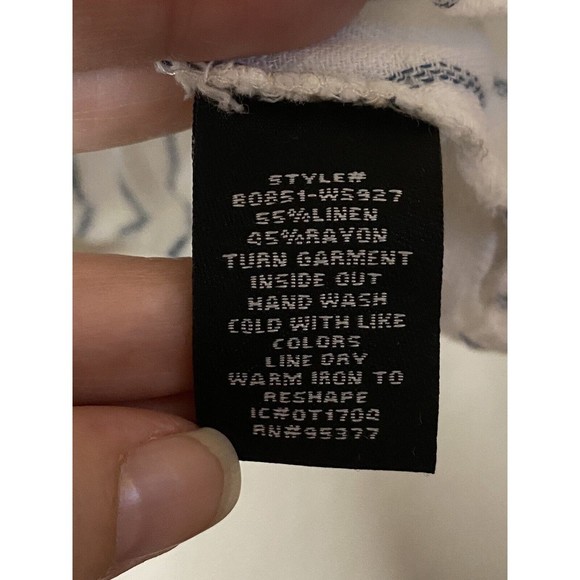 STYLE#
B0851-WS927
55%LINEN
45%RAYON
TURN GARMENT
INSIDE OUT
HAND WASH
COLD WITH LIKE
COLORS
LINE DRY
WARM IRON TO
RESHAPE
IC#OT1704
RN#95377